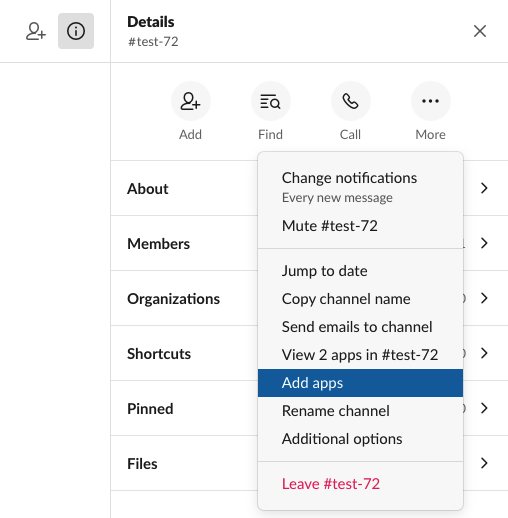 Details
#test-72
Add
Find
Call
More
About
Members
Organizations
Shortcuts
Pinned
Files
Change notifications
Every new message
Mute #test-72
Jump to date
Copy channel name
Send emails to channel
View 2 apps in #test-72
Add apps
Rename channel
Additional options
Leave #test-72